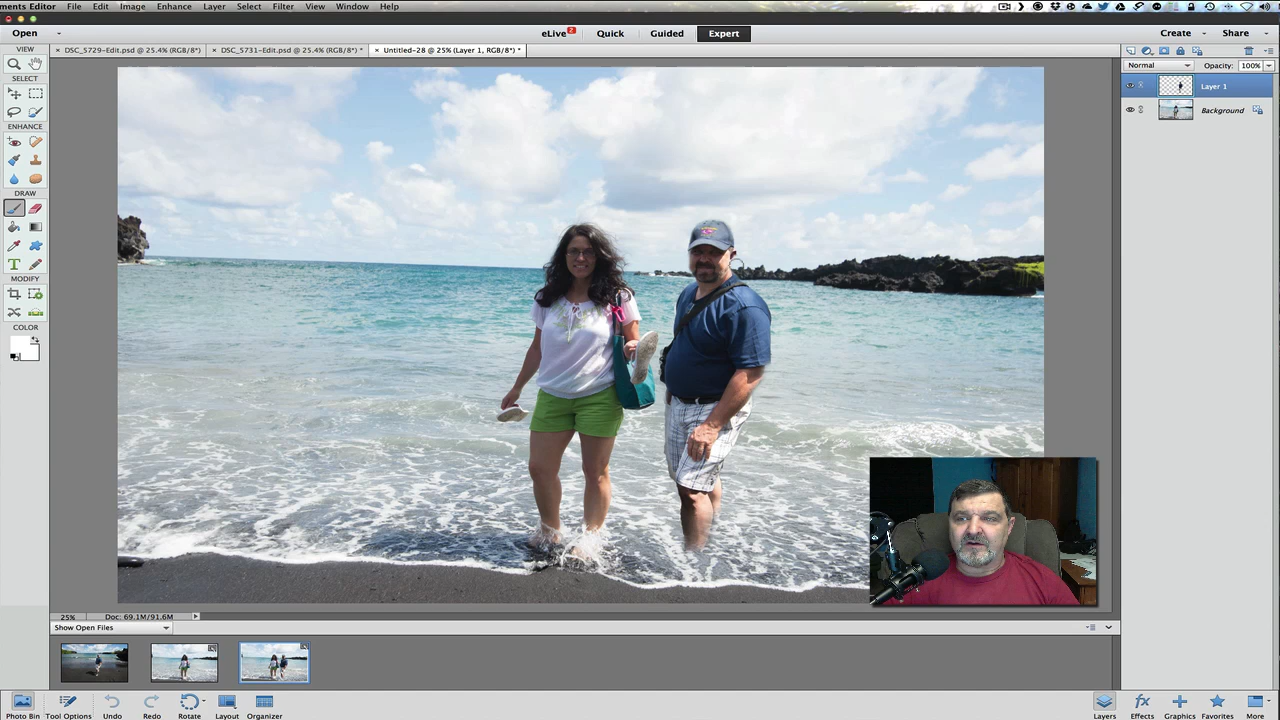 ments Editor File Edit Image Enhance Layer Select Filter View Window Help
Open eLive 2 Quick Guided Expert Create Share
VIEW × DSC_5729-Edit.psd @ 25.4% (RGB/8*) × DSC_5731-Edit.psd @ 25.4% (RGB/8*) * × Untitled-28 @ 25% (Layer 1, RGB/8*) *
Normal Opacity: 100%
SELECT
Layer 1
Background
ENHANCE
DRAW
T
MODIFY
COLOR
25% Doc: 69.1M/91.6M
Show Open Files
Photo Bin Tool Options Undo Redo Rotate Layout Organizer Layers Effects Graphics Favorites More